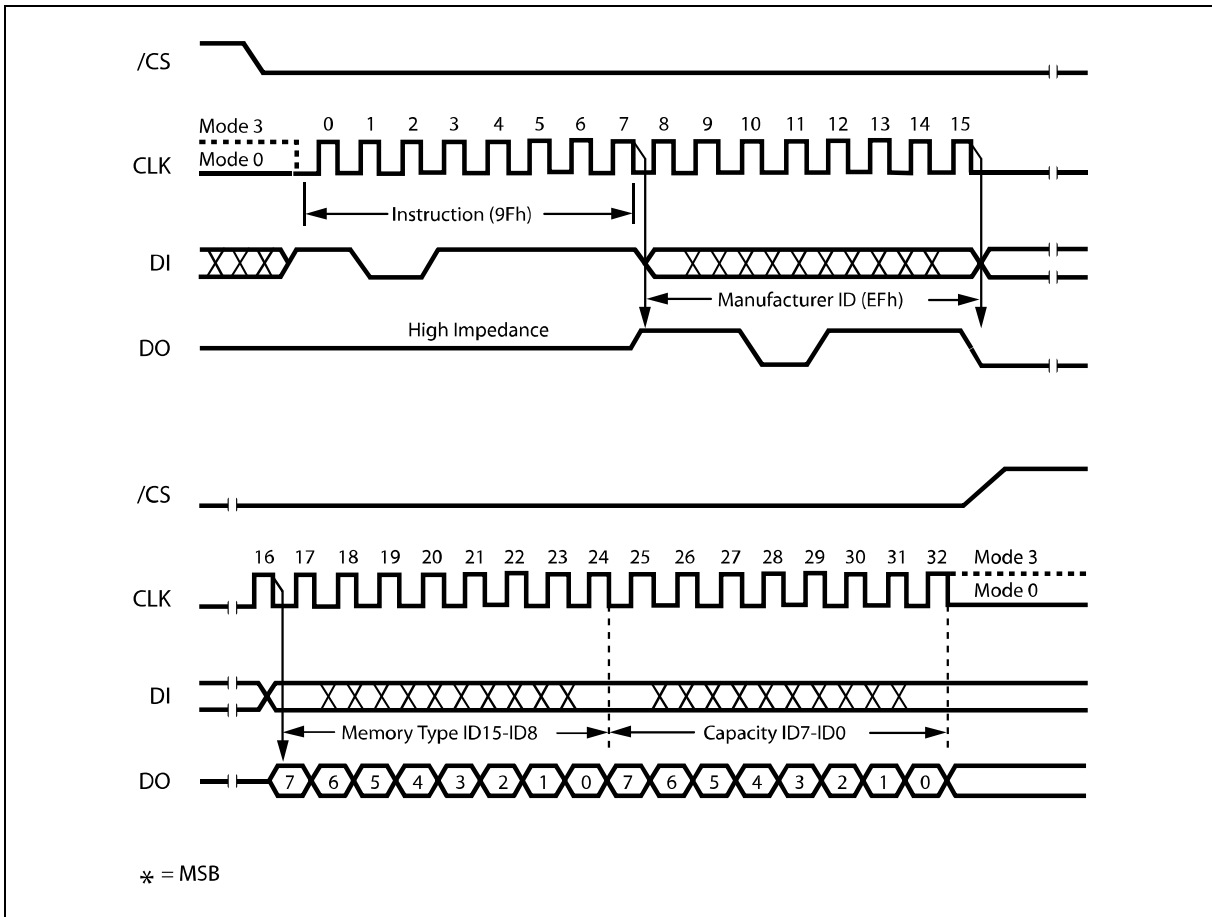 /CS
Mode 3
0 1 2 3 4 5 6 7 8 9 10 11 12 13 14 15
Mode 0
CLK
Instruction (9Fh)
DI
Manufacturer ID (EFh)
High Impedance
DO
/CS
16 17 18 19 20 21 22 23 24 25 26 27 28 29 30 31 32
Mode 3
Mode 0
CLK
DI
Memory Type ID15-ID8
Capacity ID7-ID0
DO
7 6 5 4 3 2 1 0 7 6 5 4 3 2 1 0
* = MSB